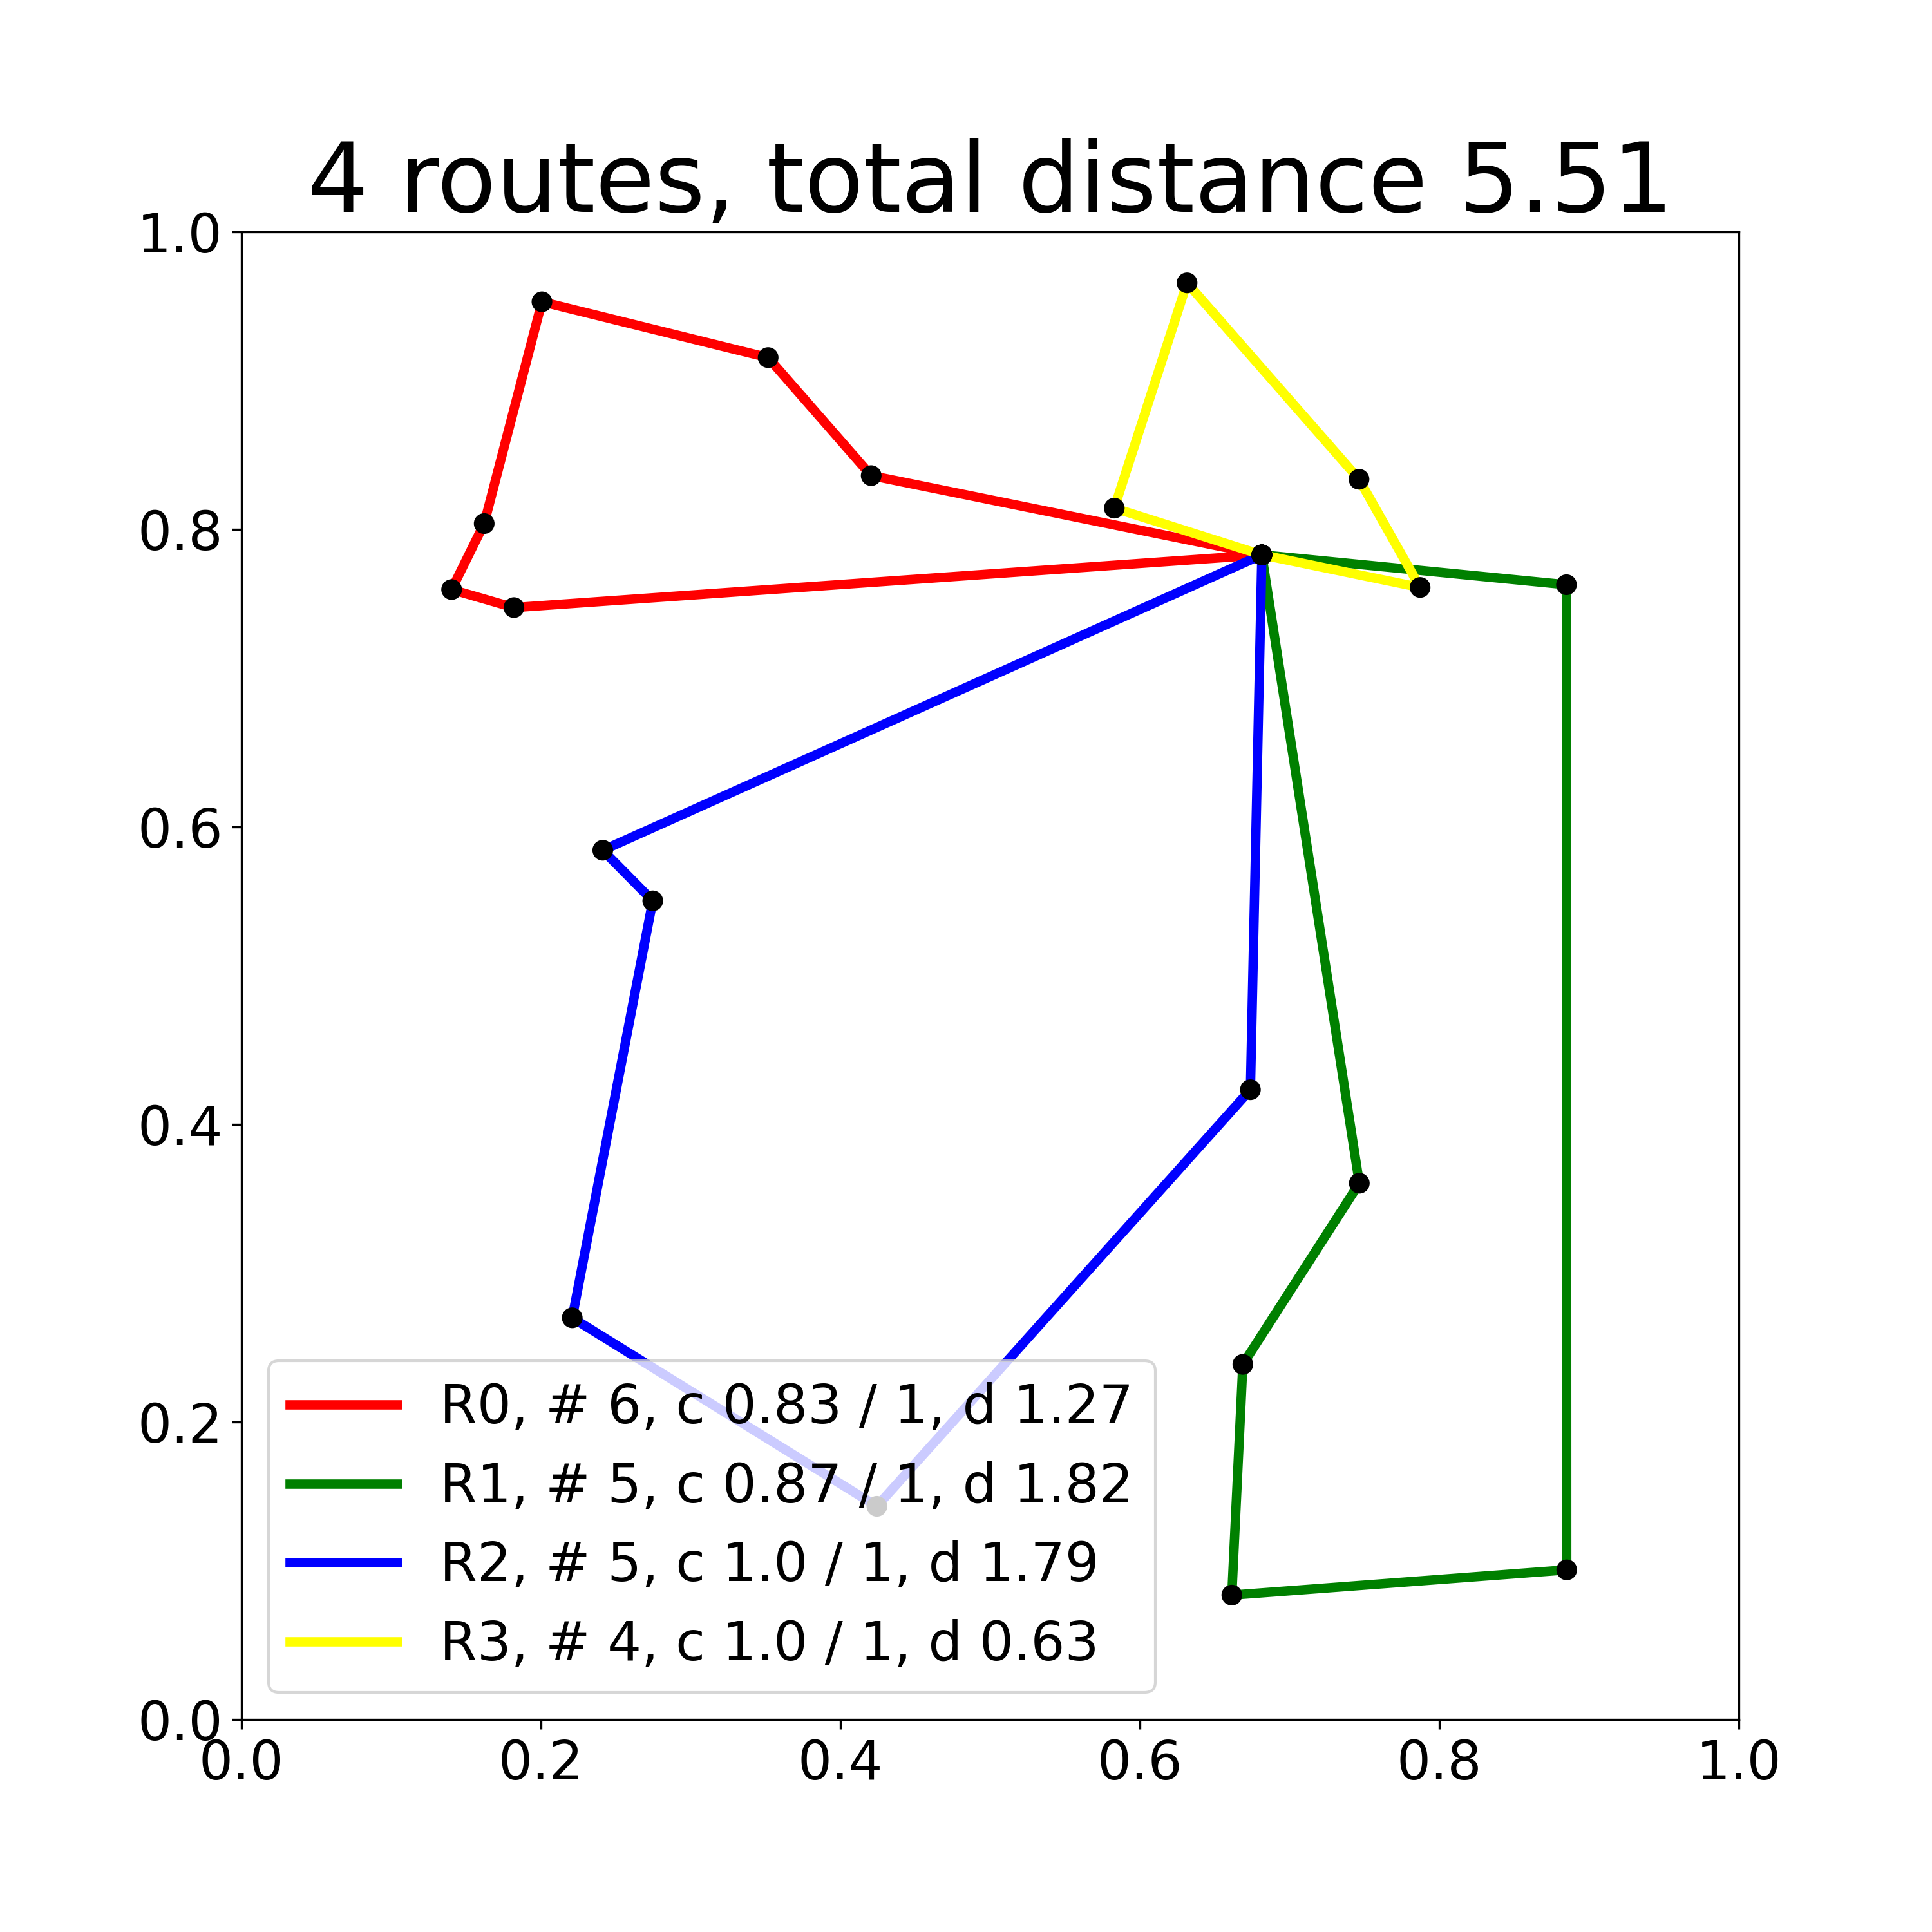 4 routes, total distance 5.51
1.0
0.8
0.6
0.4
0.2
0.0
R0, # 6, c 0.83 / 1, d 1.27
R1, # 5, c 0.87 / 1, d 1.82
R2, # 5, c 1.0 / 1, d 1.79
R3, # 4, c 1.0 / 1, d 0.63
0.0 0.2 0.4 0.6 0.8 1.0